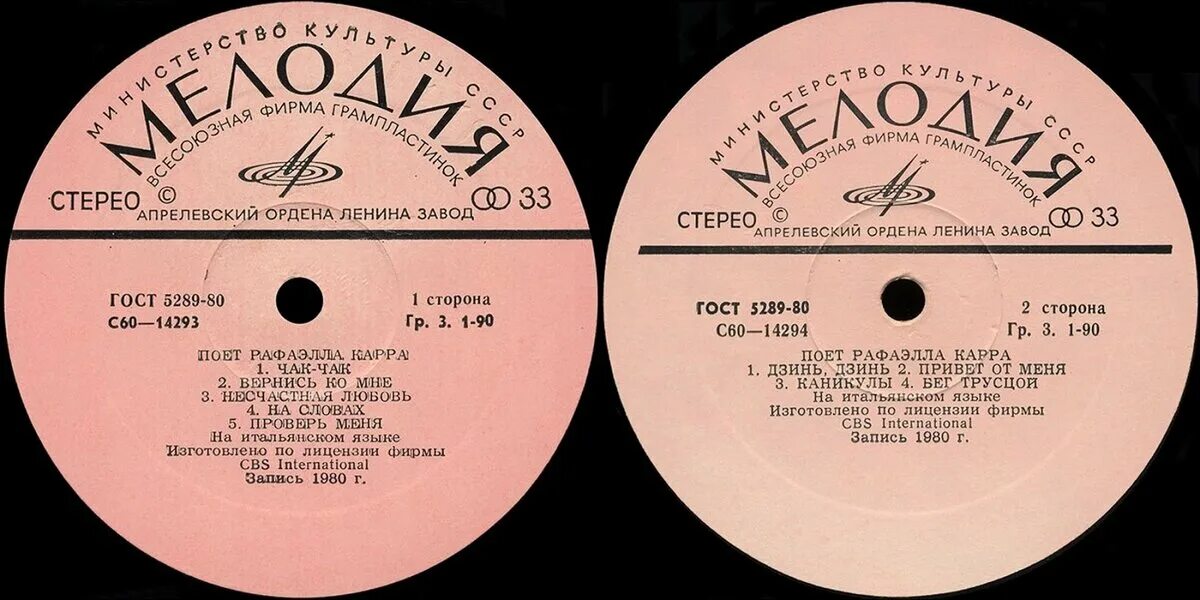 МИНИСТЕРСТВО КУЛЬТУРЫ СССР
МЕЛОДИЯ
ВСЕСОЮЗНАЯ ФИРМА ГРАМПЛАСТИНОК
СТЕРЕО © 33
АПРЕЛЕВСКИЙ ОРДЕНА ЛЕНИНА ЗАВОД
ГОСТ 5289-80 1 сторона
С60—14293 Гр. 3. 1-90
ПОЕТ РАФАЭЛЛА КАРРА
1. ЧАК-ЧАК
2. ВЕРНИСЬ КО МНЕ
3. НЕСЧАСТНАЯ ЛЮБОВЬ
4. НА СЛОВАХ
5. ПРОВЕРЬ МЕНЯ
На итальянском языке
Изготовлено по лицензии фирмы
CBS International
Запись 1980 г.
МИНИСТЕРСТВО КУЛЬТУРЫ СССР
МЕЛОДИЯ
ВСЕСОЮЗНАЯ ФИРМА ГРАМПЛАСТИНОК
СТЕРЕО © 33
АПРЕЛЕВСКИЙ ОРДЕНА ЛЕНИНА ЗАВОД
ГОСТ 5289-80 2 сторона
С60—14294 Гр. 3. 1-90
ПОЕТ РАФАЭЛЛА КАРРА
1. ДЗИНЬ, ДЗИНЬ 2. ПРИВЕТ ОТ МЕНЯ
3. КАНИКУЛЫ 4. БЕГ ТРУСЦОЙ
На итальянском языке
Изготовлено по лицензии фирмы
CBS International
Запись 1980 г.